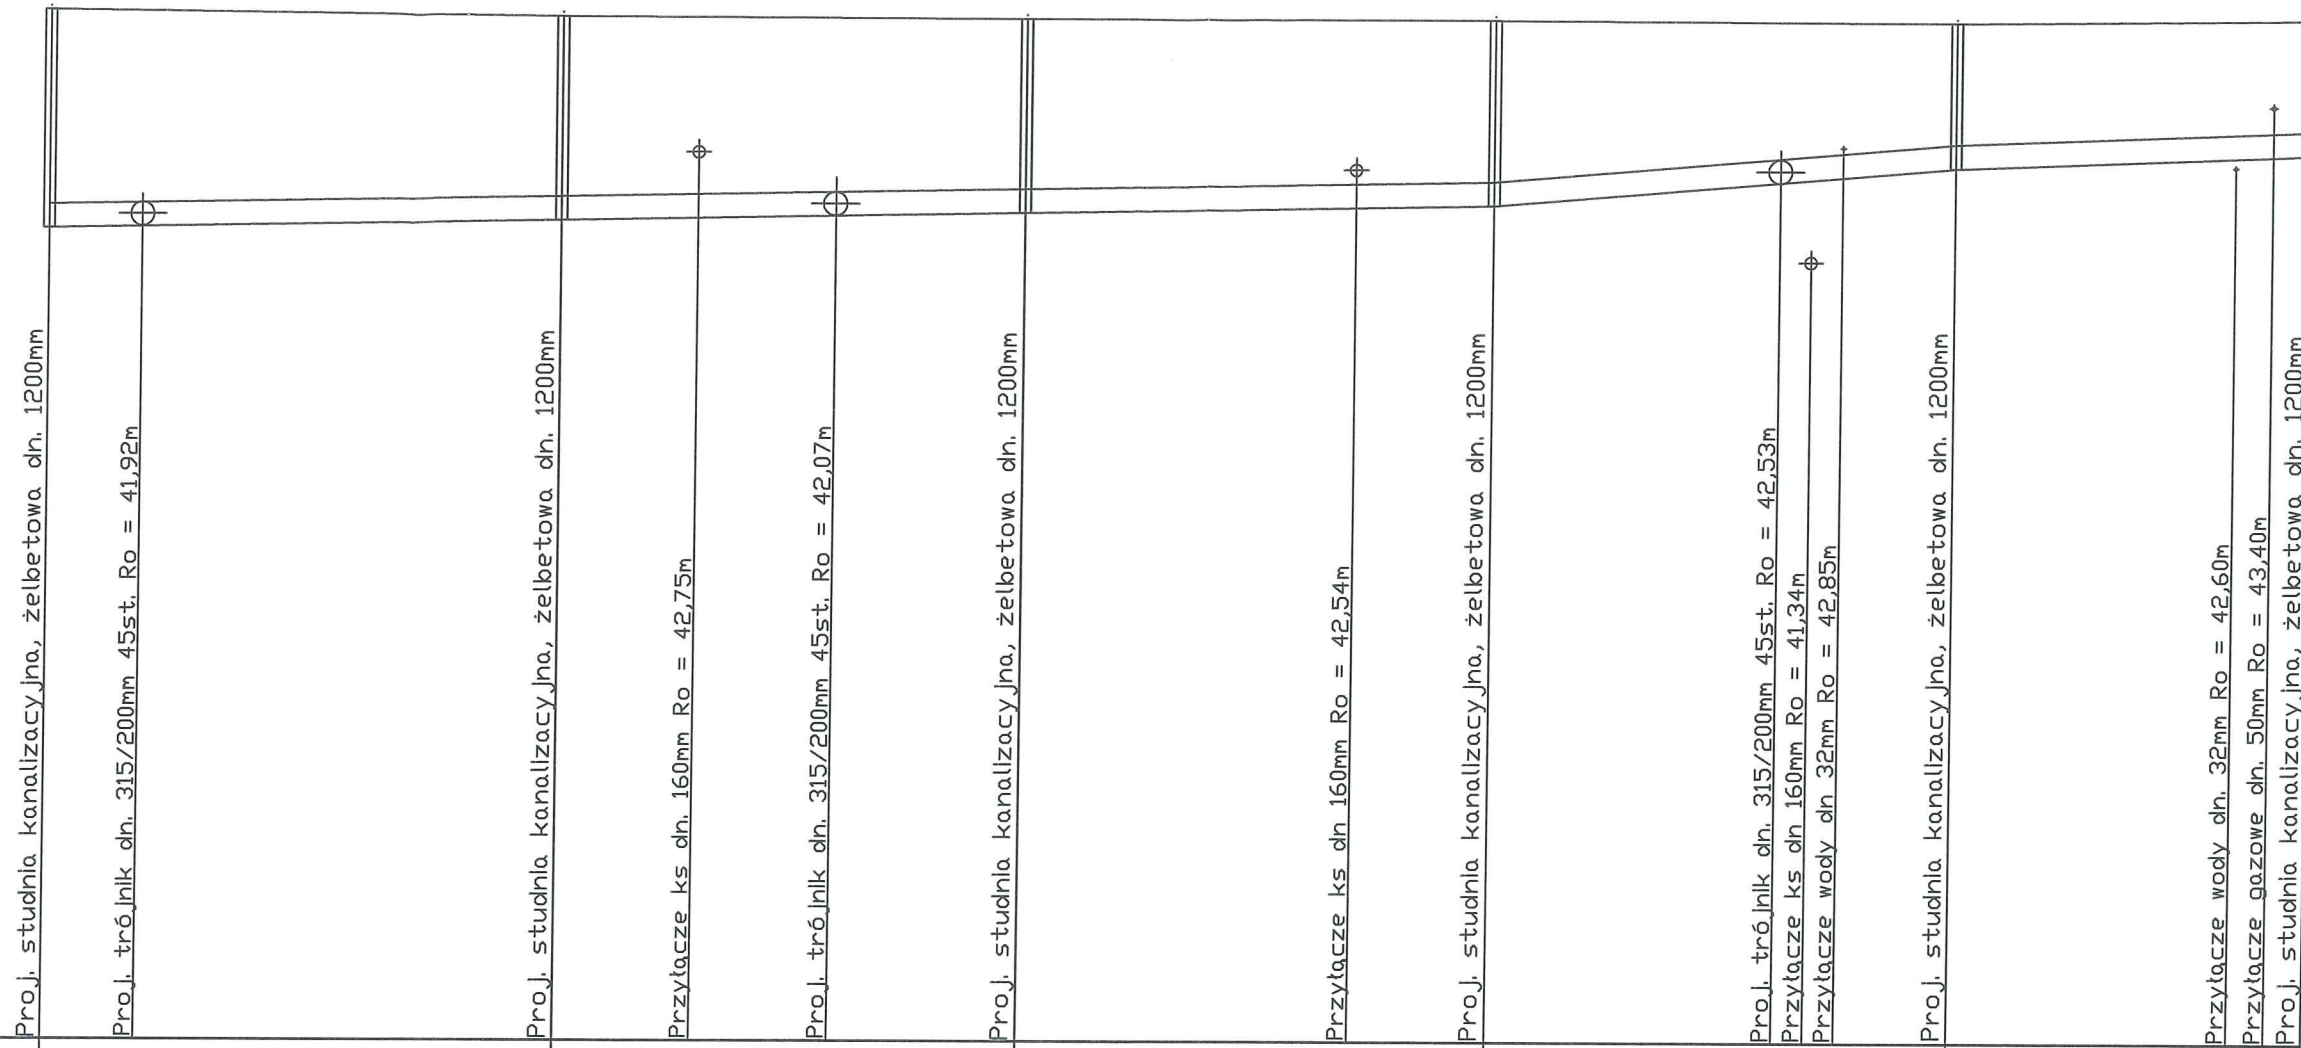 Proj. studnia kanalizacyjna, żelbetowa dn. 1200mm
Proj. trójnik dn. 315/200mm 45st. Ro = 41,92m
Proj. studnia kanalizacyjna, żelbetowa dn. 1200mm
Przyłącze ks dn. 160mm Ro = 42,75m
Proj. trójnik dn. 315/200mm 45st. Ro = 42,07m
Proj. studnia kanalizacyjna, żelbetowa dn. 1200mm
Przyłącze ks dn 160mm Ro = 42,54m
Proj. studnia kanalizacyjna, żelbetowa dn. 1200mm
Proj. trójnik dn. 315/200mm 45st. Ro = 42,53m
Przyłącze ks dn 160mm Ro = 41,34m
Przyłącze wody dn 32mm Ro = 42,85m
Proj. studnia kanalizacyjna, żelbetowa dn. 1200mm
Przyłącze wody dn. 32mm Ro = 42,60m
Przyłącze gazowe dn. 50mm Ro = 43,40m
Proj. studnia kanalizacyjna, żelbetowa dn. 1200mm